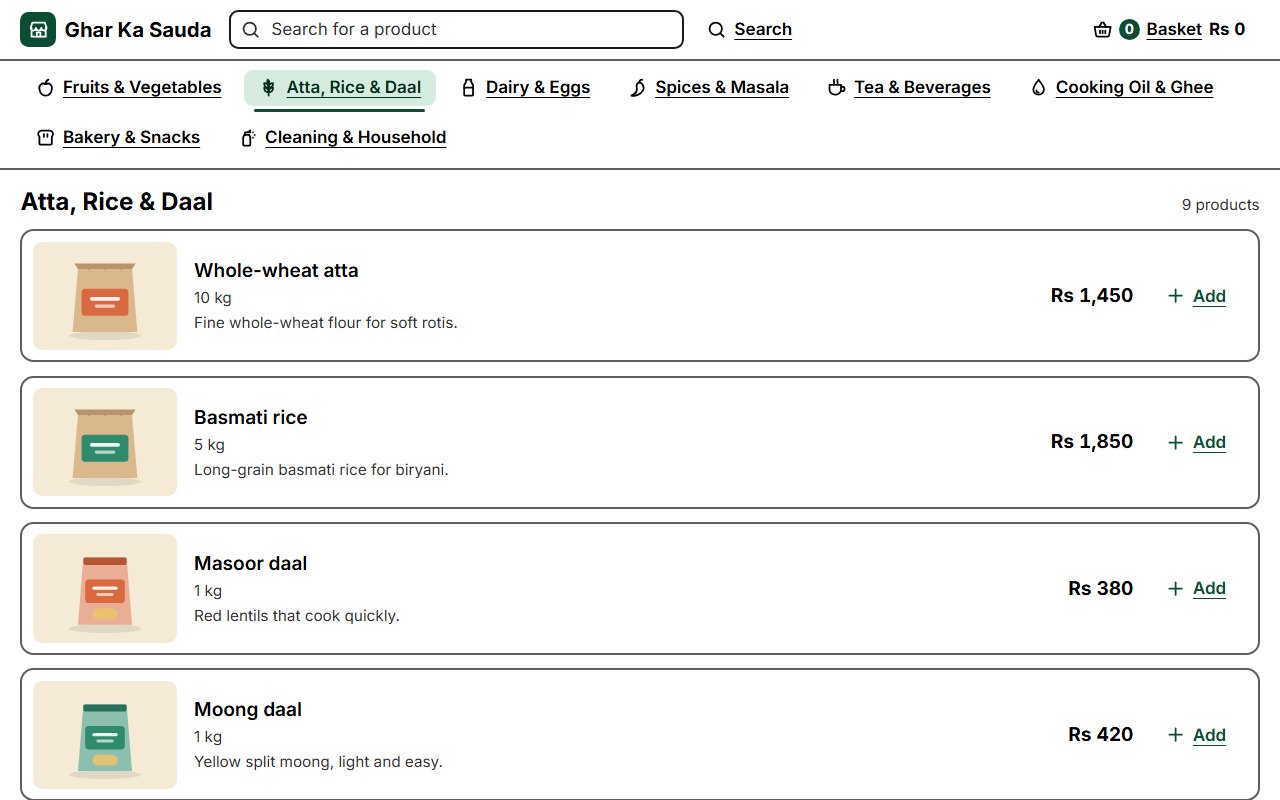 Ghar Ka Sauda
Search for a product
Search
0 Basket Rs 0
Fruits & Vegetables
Atta, Rice & Daal
Dairy & Eggs
Spices & Masala
Tea & Beverages
Cooking Oil & Ghee
Bakery & Snacks
Cleaning & Household
Atta, Rice & Daal
9 products
Whole-wheat atta
10 kg
Fine whole-wheat flour for soft rotis.
Rs 1,450
Add
Basmati rice
5 kg
Long-grain basmati rice for biryani.
Rs 1,850
Add
Masoor daal
1 kg
Red lentils that cook quickly.
Rs 380
Add
Moong daal
1 kg
Yellow split moong, light and easy.
Rs 420
Add